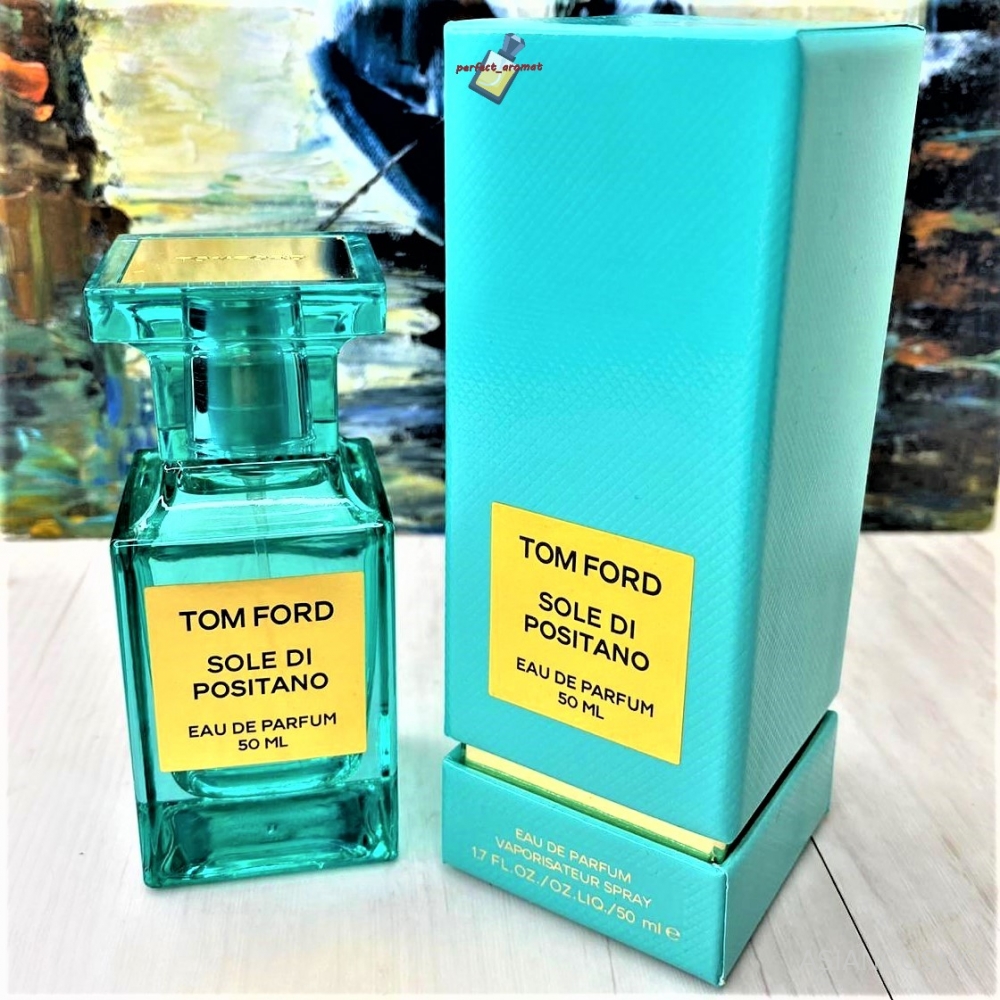 perfect_aromat
TOM FORD
SOLE DI
POSITANO
EAU DE PARFUM
50 ML
TOM FORD
SOLE DI
POSITANO
EAU DE PARFUM
50 ML
EAU DE PARFUM
VAPORISATEUR SPRAY
1.7 FL.OZ./OZ.LIQ./50 ml ℮